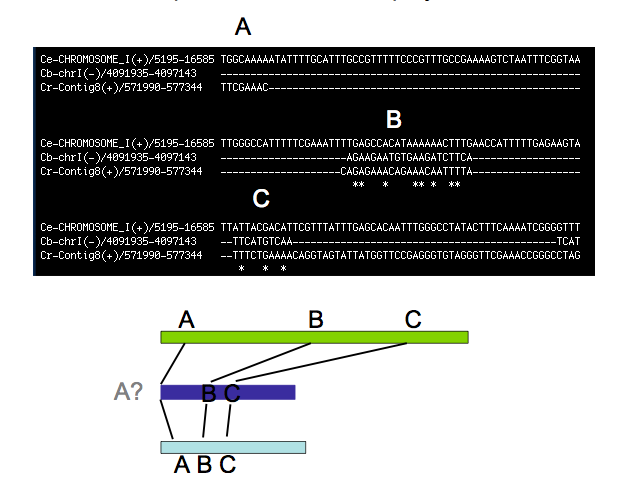 A
Ce-CHROMOSOME_I(+)/5195-16585 TGGCAAAAATATTTTGCATTTGCCGTTTTTCCCGTTTGCCGAAAAGTCTAATTTCGGTAA
Cb-chrI(-)/4091935-4097143 ------------------------------------------------------------
Cr-Contig8(+)/571990-577344 TTCGAAAC----------------------------------------------------
B
Ce-CHROMOSOME_I(+)/5195-16585 TTGGGCCATTTTTCGAAATTTTGAGCCACATAAAAAACTTTGAACCATTTTTGAGAAGTA
Cb-chrI(-)/4091935-4097143 ---------------------AGAAGAATGTGAAGATCTTCA------------------
Cr-Contig8(+)/571990-577344 --------------------CAGAGAAACAGAAACAATTTTA------------------
** * ** * **
C
Ce-CHROMOSOME_I(+)/5195-16585 TTATTACGACATTCGTTTATTTGAGCACAATTTGGGCCTATACTTTCAAAATCGGGGTTT
Cb-chrI(-)/4091935-4097143 --TTCATGTCAA--------------------------------------------TCAT
Cr-Contig8(+)/571990-577344 --TTTCTGAAAACAGGTAGTATTATGGTTCCGAGGGTGTAGGGTTCGAAACCGGGCCTAG
* * *
A B C
A? B C
A B C